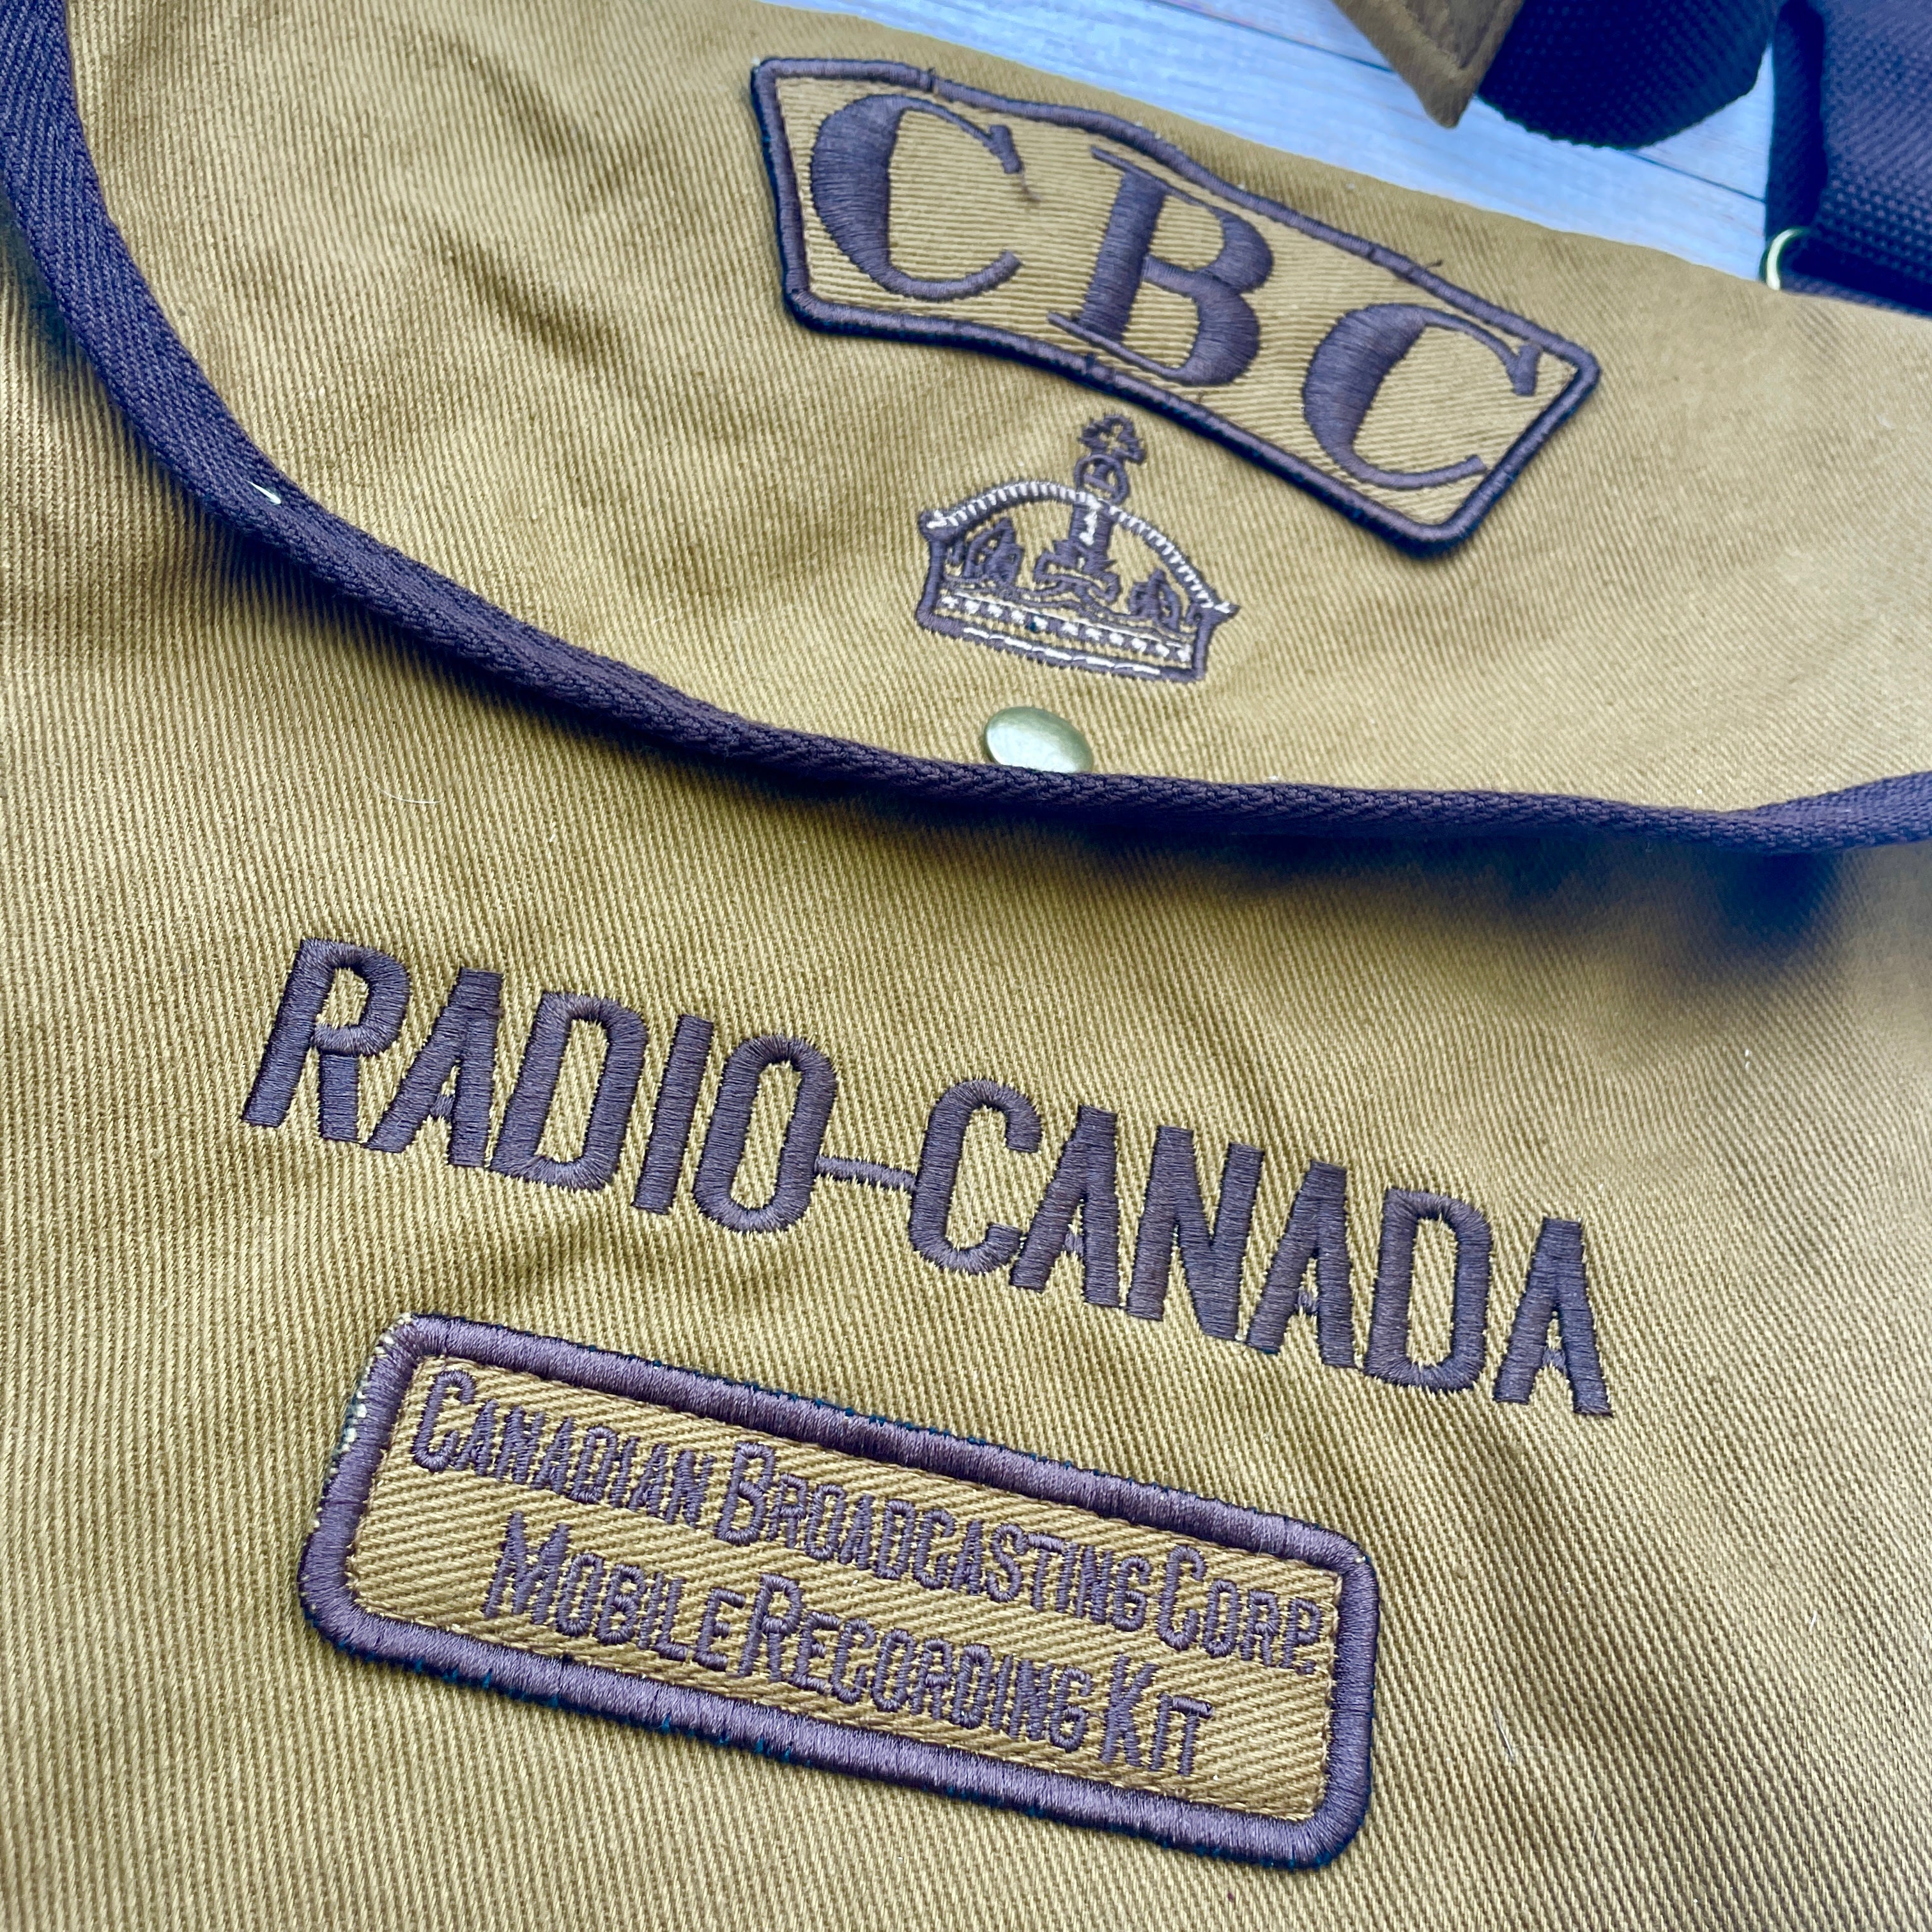 CBC
RADIO-CANADA
CANADIAN BROADCASTING CORP.
MOBILE RECORDING KIT